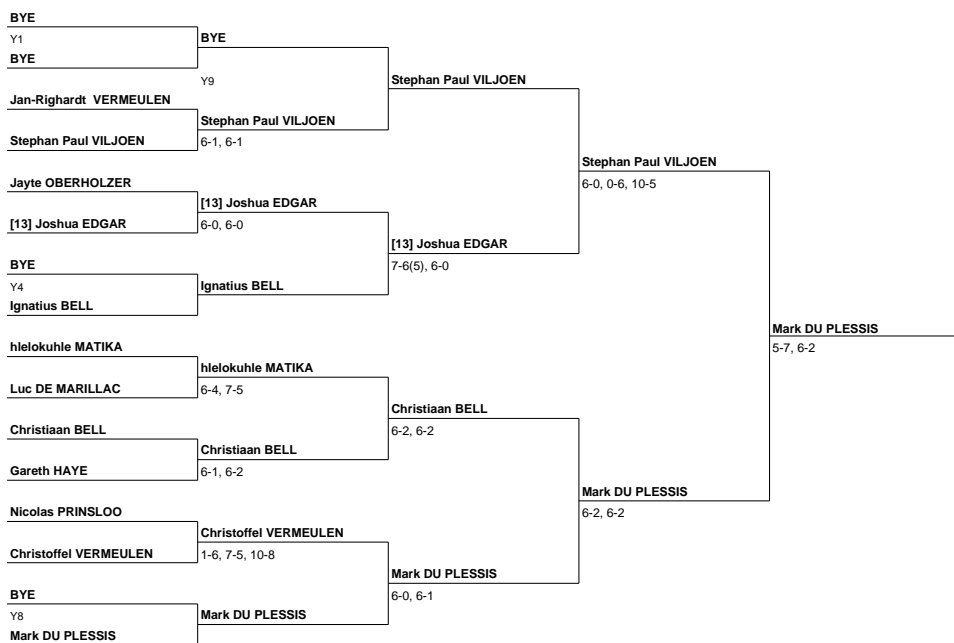 BYE
Y1
BYE
BYE
Y9
Stephan Paul VILJOEN
Jan-Righardt VERMEULEN
Stephan Paul VILJOEN
Stephan Paul VILJOEN
6-1, 6-1
Stephan Paul VILJOEN
6-0, 0-6, 10-5
Jayte OBERHOLZER
[13] Joshua EDGAR
[13] Joshua EDGAR
6-0, 6-0
[13] Joshua EDGAR
7-6(5), 6-0
BYE
Y4
Ignatius BELL
Ignatius BELL
Mark DU PLESSIS
5-7, 6-2
hlelokuhle MATIKA
hlelokuhle MATIKA
Luc DE MARILLAC
6-4, 7-5
Christiaan BELL
6-2, 6-2
Christiaan BELL
Christiaan BELL
Gareth HAYE
6-1, 6-2
Mark DU PLESSIS
6-2, 6-2
Nicolas PRINSLOO
Christoffel VERMEULEN
Christoffel VERMEULEN
1-6, 7-5, 10-8
Mark DU PLESSIS
6-0, 6-1
BYE
Y8
Mark DU PLESSIS
Mark DU PLESSIS